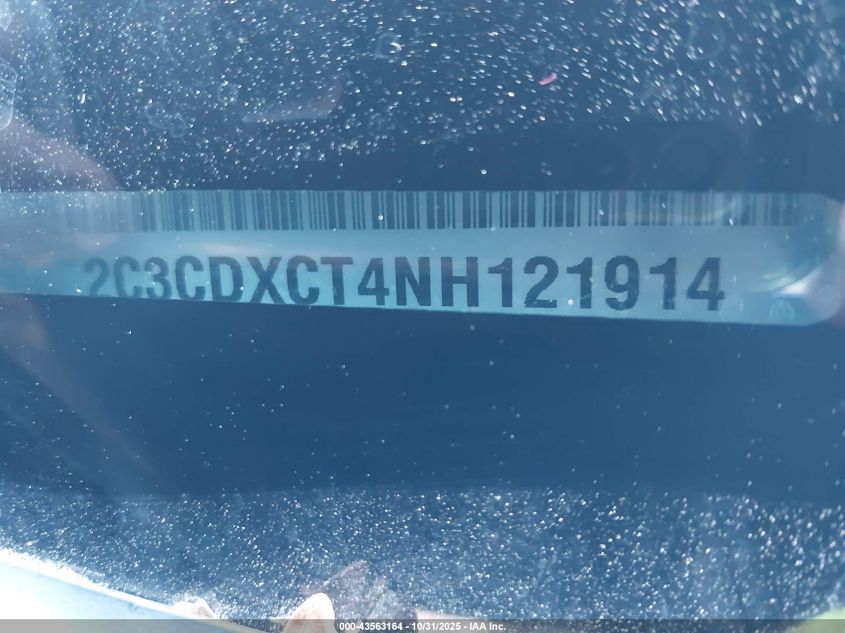 2C3CDXCT4NH121914
000-43563164 - 10/31/2025 - IAA Inc.